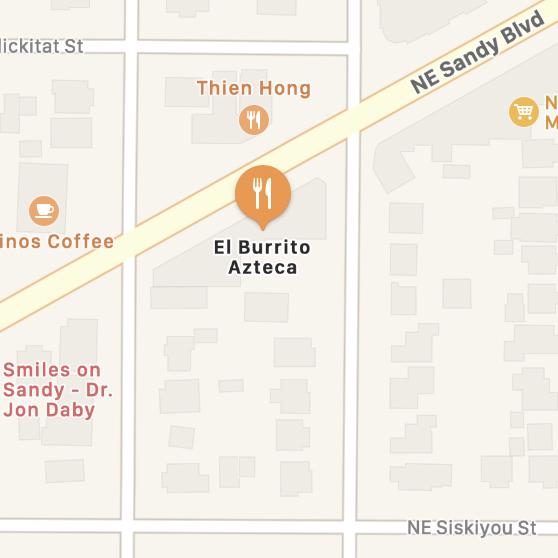 lickitat St
NE Sandy Blvd
Thien Hong
N
M
inos Coffee
El Burrito
Azteca
Smiles on
Sandy - Dr.
Jon Daby
NE Siskiyou St